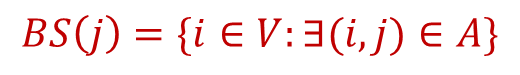 BS(j) = {i ∈ V: ∃(i, j) ∈ A}